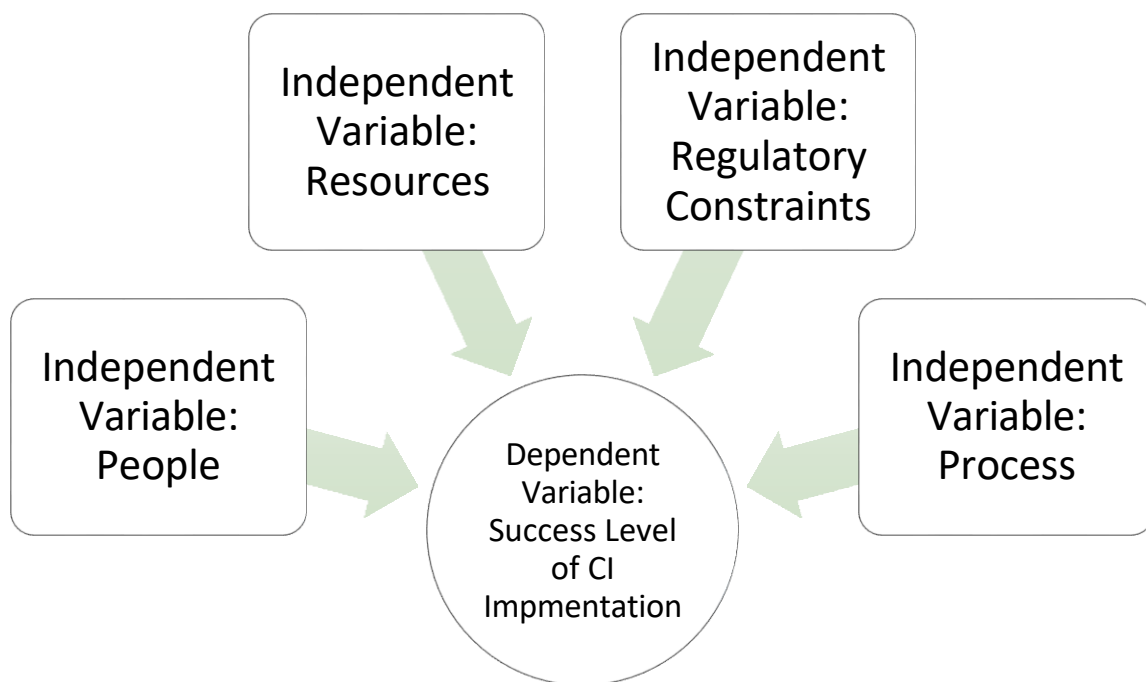 Independent
Variable:
Resources
Independent
Variable:
Regulatory
Constraints
Independent
Variable:
People
Independent
Variable:
Process
Dependent
Variable:
Success Level
of CI
Impmentation